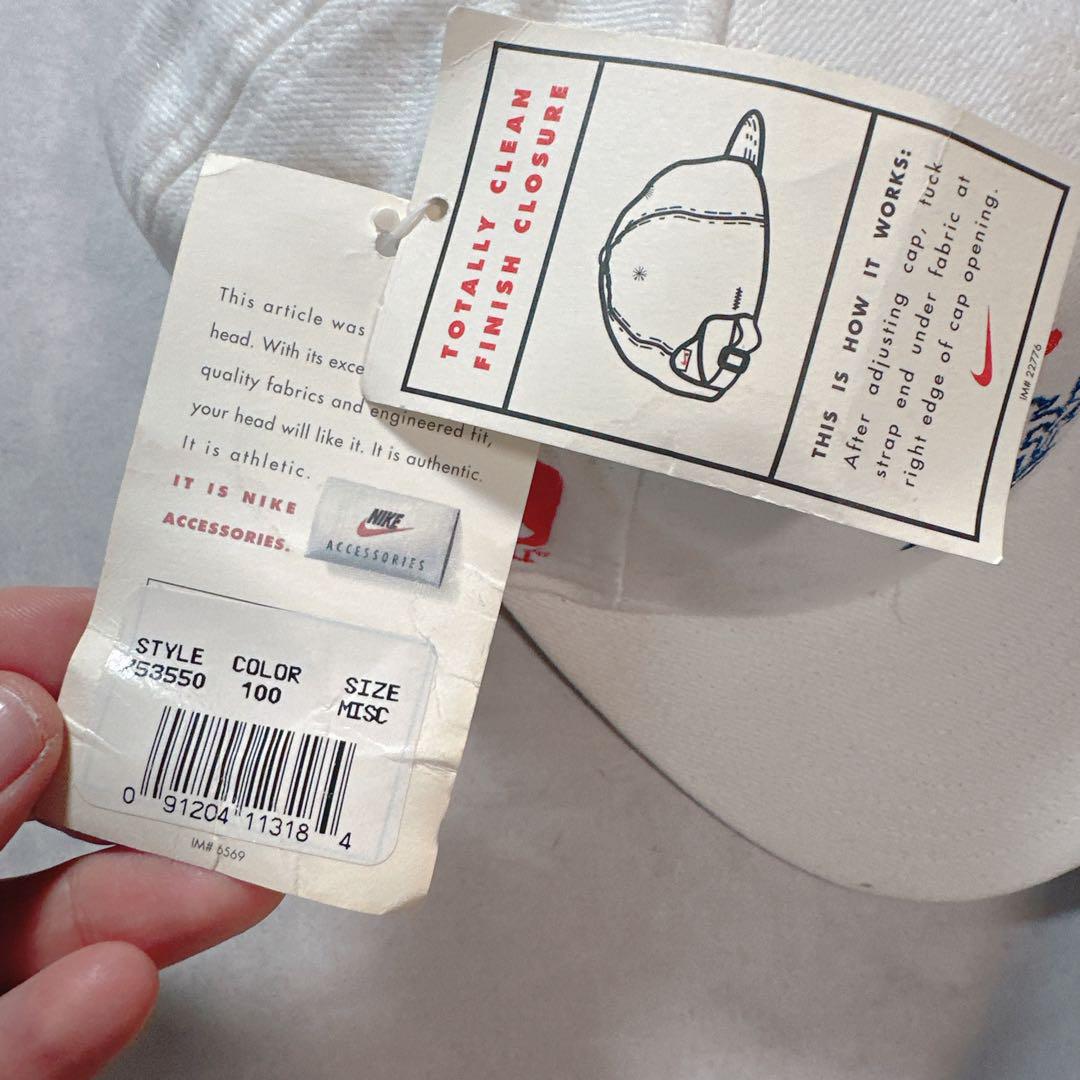 This article was
head. With its
quality fabrics and engineered fit,
your head will like it. It is authentic.
It is athletic.
IT IS NIKE
ACCESSORIES.
NIKE
ACCESSORIES
STYLE COLOR SIZE
53550 100 MISC
0 91204 11318 4
IM# 6569
TOTALLY CLEAN
FINISH CLOSURE
THIS IS HOW IT WORKS:
After adjusting cap, tuck
strap end under fabric at
right edge of cap opening.
IM# 22776